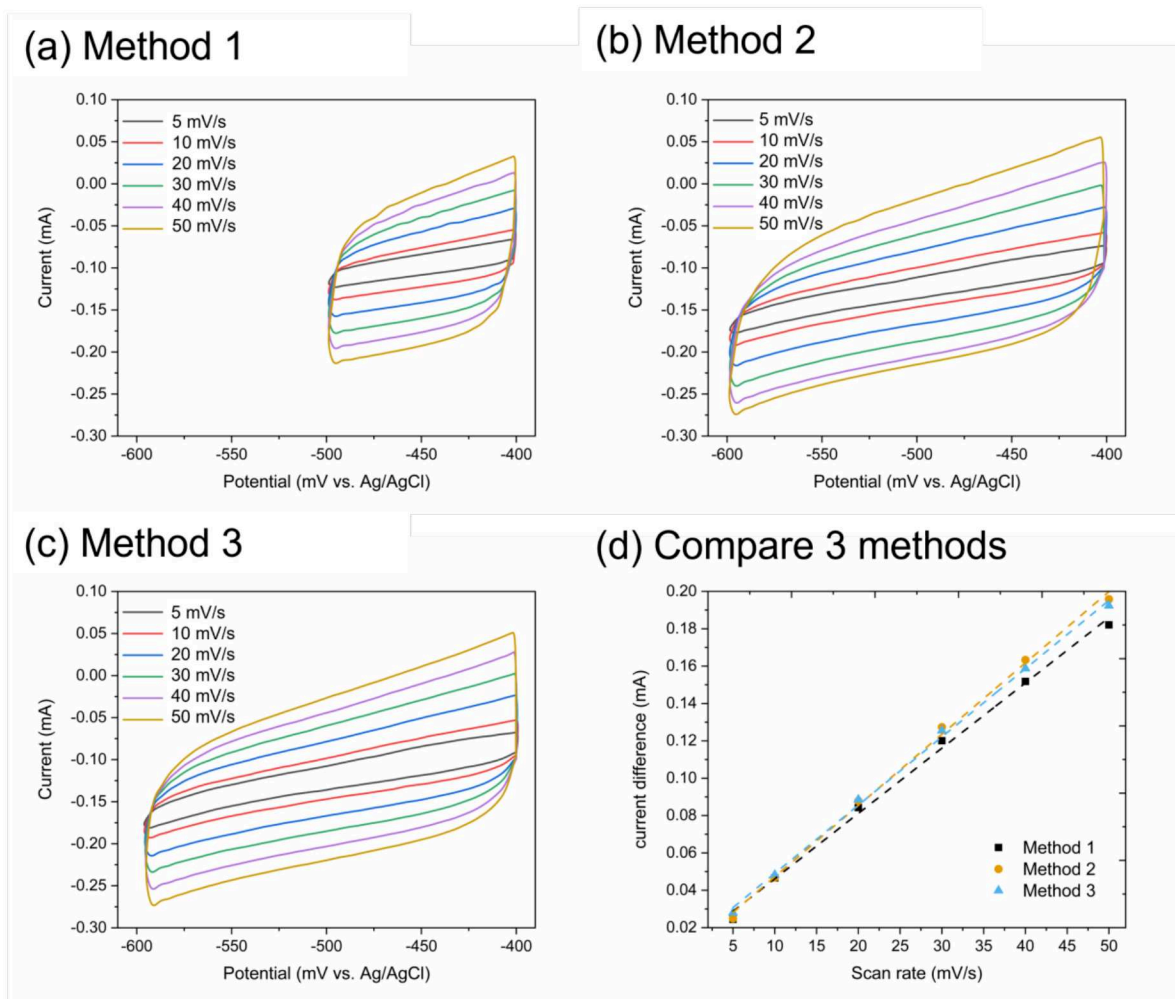 (a) Method 1
0.10
0.05
0.00
-0.05
-0.10
-0.15
-0.20
-0.25
-0.30
Current (mA)
5 mV/s
10 mV/s
20 mV/s
30 mV/s
40 mV/s
50 mV/s
-600
-550
-500
-450
-400
Potential (mV vs. Ag/AgCl)
(b) Method 2
0.10
0.05
0.00
-0.05
-0.10
-0.15
-0.20
-0.25
-0.30
Current (mA)
5 mV/s
10 mV/s
20 mV/s
30 mV/s
40 mV/s
50 mV/s
-600
-550
-500
-450
-400
Potential (mV vs. Ag/AgCl)
(c) Method 3
0.10
0.05
0.00
-0.05
-0.10
-0.15
-0.20
-0.25
-0.30
Current (mA)
5 mV/s
10 mV/s
20 mV/s
30 mV/s
40 mV/s
50 mV/s
-600
-550
-500
-450
-400
Potential (mV vs. Ag/AgCl)
(d) Compare 3 methods
0.20
0.18
0.16
0.14
0.12
0.10
0.08
0.06
0.04
0.02
current difference (mA)
Method 1
Method 2
Method 3
5
10
15
20
25
30
35
40
45
50
Scan rate (mV/s)